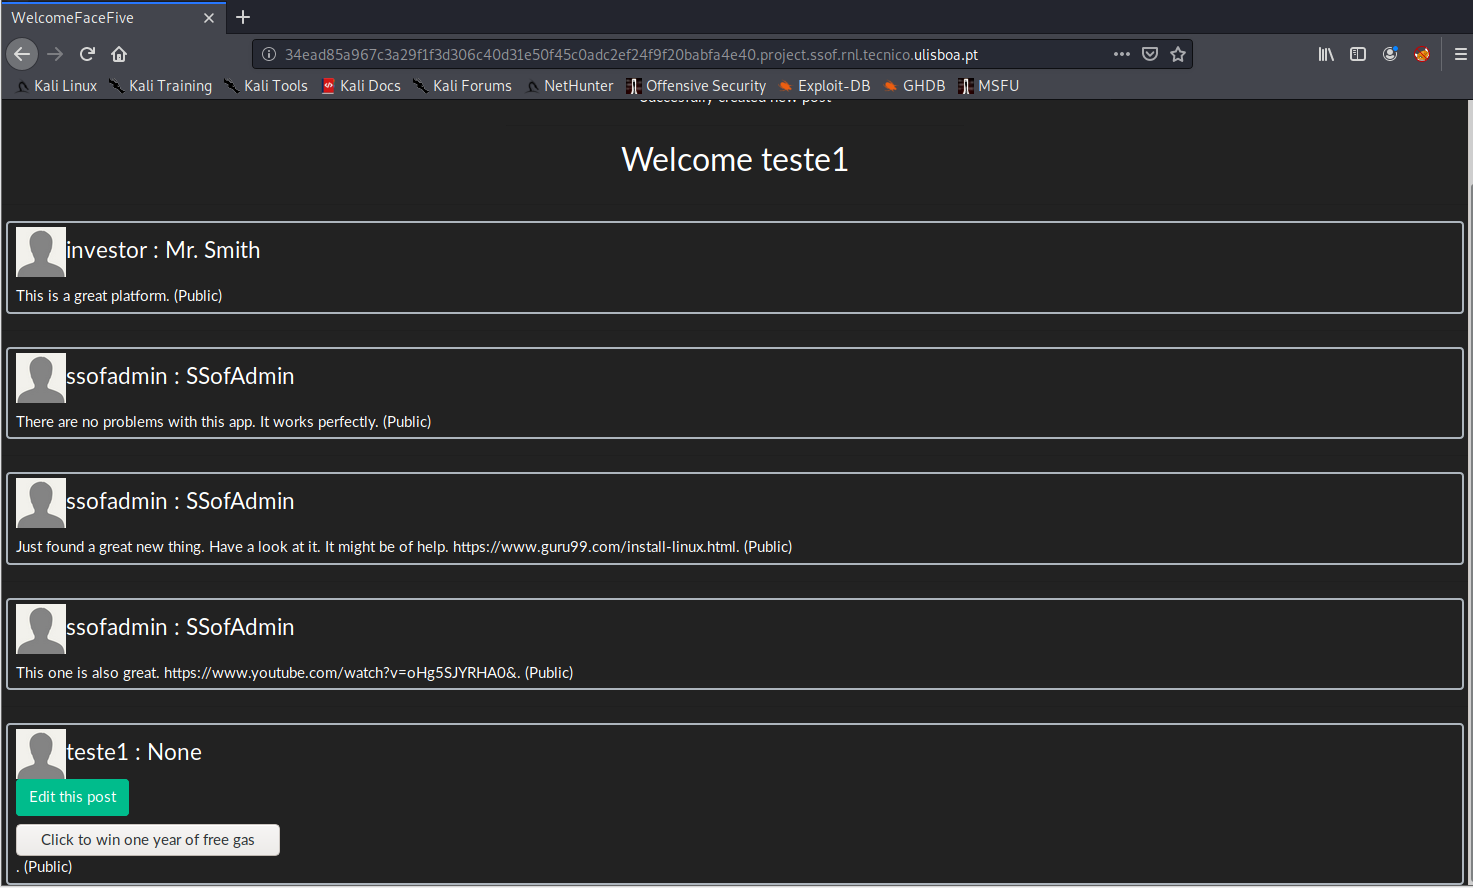 WelcomeFaceFive
34ead85a967c3a29f1f3d306c40d31e50f45c0adc2ef24f9f20babfa4e40.project.ssof.rnl.tecnico.ulisboa.pt
Kali Linux Kali Training Kali Tools Kali Docs Kali Forums NetHunter Offensive Security Exploit-DB GHDB MSFU
Succesfully created new post
Welcome teste1
investor : Mr. Smith
This is a great platform. (Public)
ssofadmin : SSofAdmin
There are no problems with this app. It works perfectly. (Public)
ssofadmin : SSofAdmin
Just found a great new thing. Have a look at it. It might be of help. https://www.guru99.com/install-linux.html. (Public)
ssofadmin : SSofAdmin
This one is also great. https://www.youtube.com/watch?v=oHg5SJYRHA0&. (Public)
teste1 : None
Edit this post
Click to win one year of free gas
. (Public)